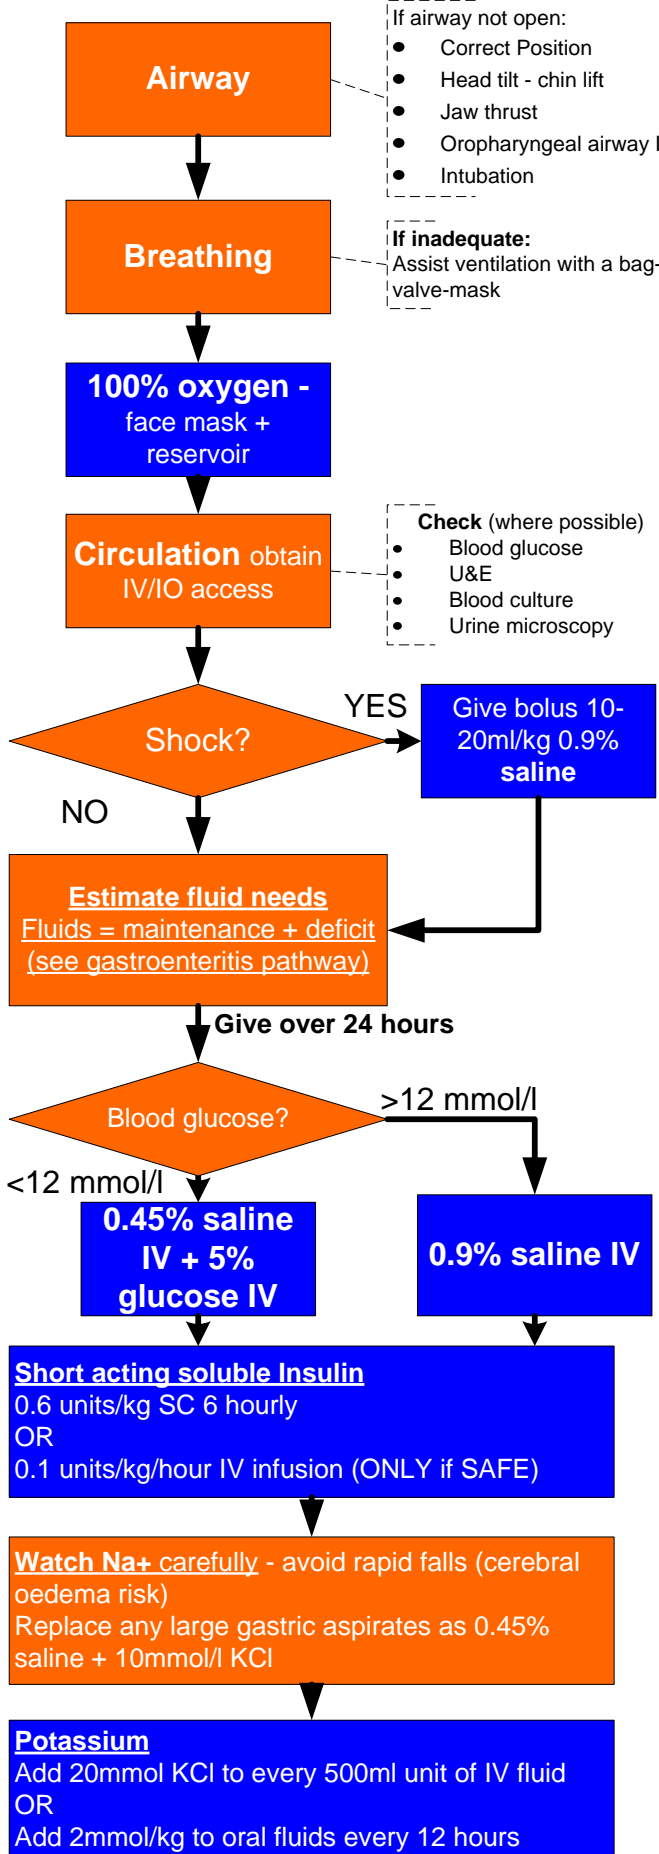 Airway
If airway not open:
• Correct Position
• Head tilt - chin lift
• Jaw thrust
• Oropharyngeal airway
• Intubation
Breathing
If inadequate:
Assist ventilation with a bag-
valve-mask
100% oxygen -
face mask +
reservoir
Circulation obtain
IV/IO access
Check (where possible)
• Blood glucose
• U&E
• Blood culture
• Urine microscopy
Shock?
YES
Give bolus 10-
20ml/kg 0.9%
saline
NO
Estimate fluid needs
Fluids = maintenance + deficit
(see gastroenteritis pathway)
Give over 24 hours
Blood glucose?
>12 mmol/l
<12 mmol/l
0.45% saline
IV + 5%
glucose IV
0.9% saline IV
Short acting soluble Insulin
0.6 units/kg SC 6 hourly
OR
0.1 units/kg/hour IV infusion (ONLY if SAFE)
Watch Na+ carefully - avoid rapid falls (cerebral
oedema risk)
Replace any large gastric aspirates as 0.45%
saline + 10mmol/l KCl
Potassium
Add 20mmol KCl to every 500ml unit of IV fluid
OR
Add 2mmol/kg to oral fluids every 12 hours